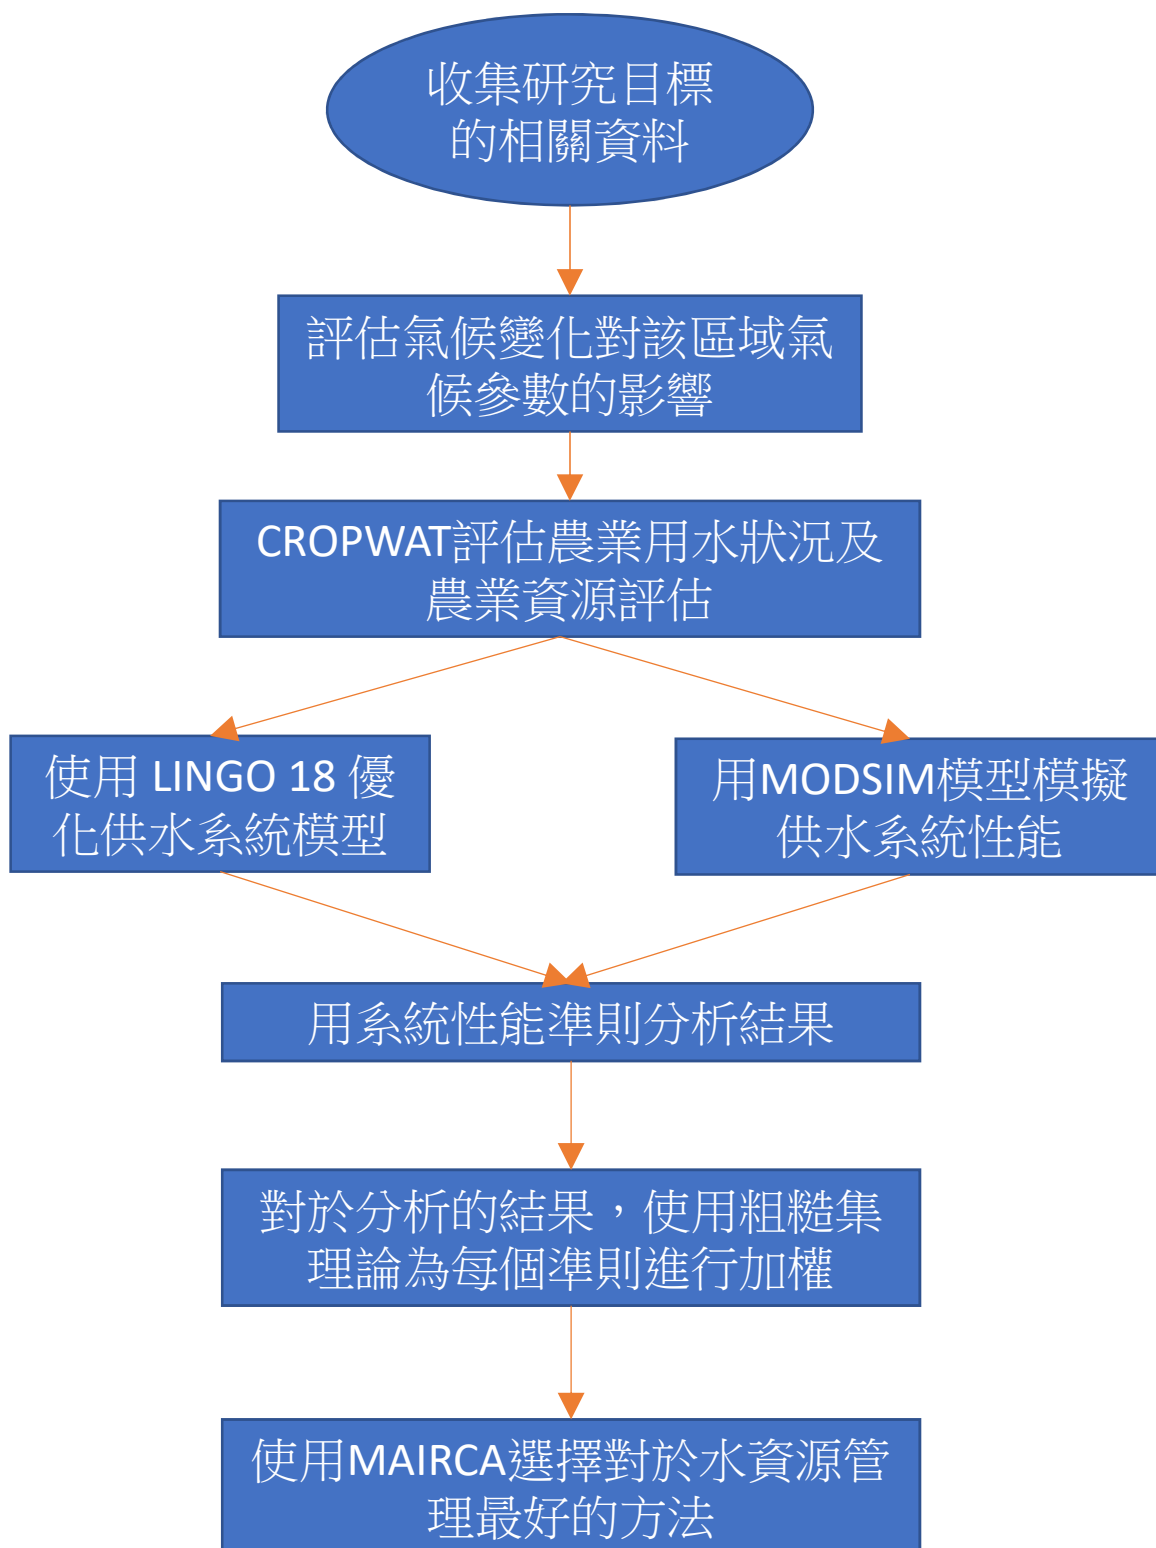 收集研究目標
的相關資料
評估氣候變化對該區域氣
候參數的影響
CROPWAT評估農業用水狀況及
農業資源評估
使用 LINGO 18 優
化供水系統模型
用MODSIM模型模擬
供水系統性能
用系統性能準則分析結果
對於分析的結果，使用粗糙集
理論為每個準則進行加權
使用MAIRCA選擇對於水資源管
理最好的方法